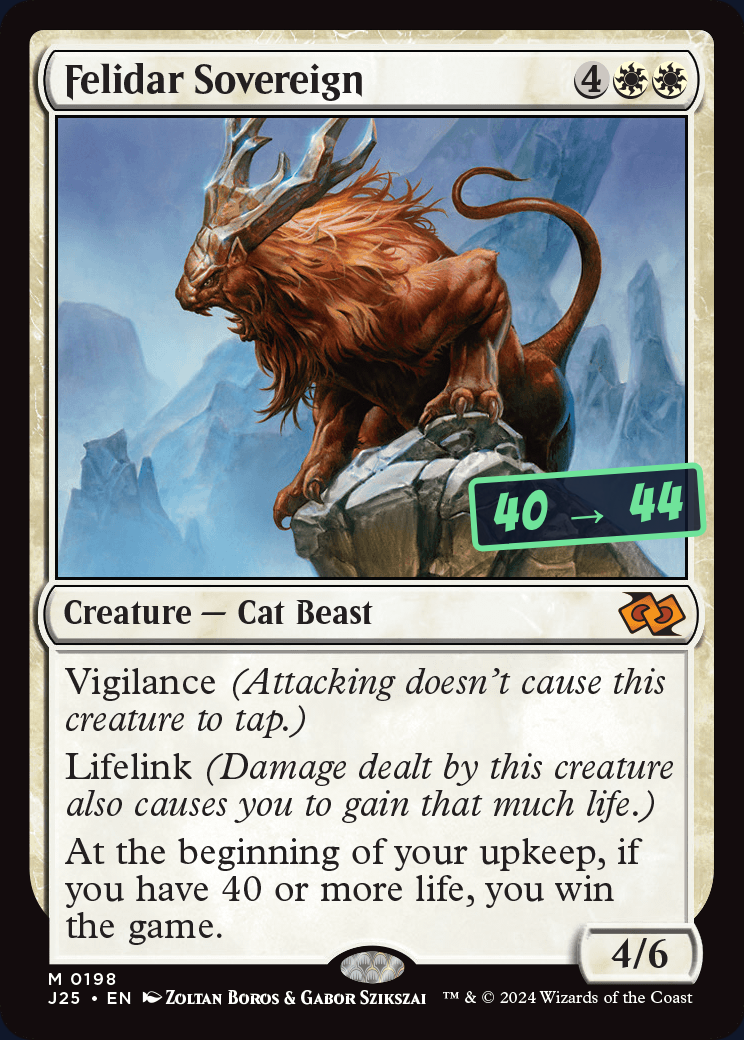 Felidar Sovereign 4
40 → 44
Creature — Cat Beast
Vigilance (Attacking doesn't cause this
creature to tap.)
Lifelink (Damage dealt by this creature
also causes you to gain that much life.)
At the beginning of your upkeep, if
you have 40 or more life, you win
the game.
4/6
M 0198
J25 • EN Zoltan Boros & Gabor Szikszai ™ & © 2024 Wizards of the Coast